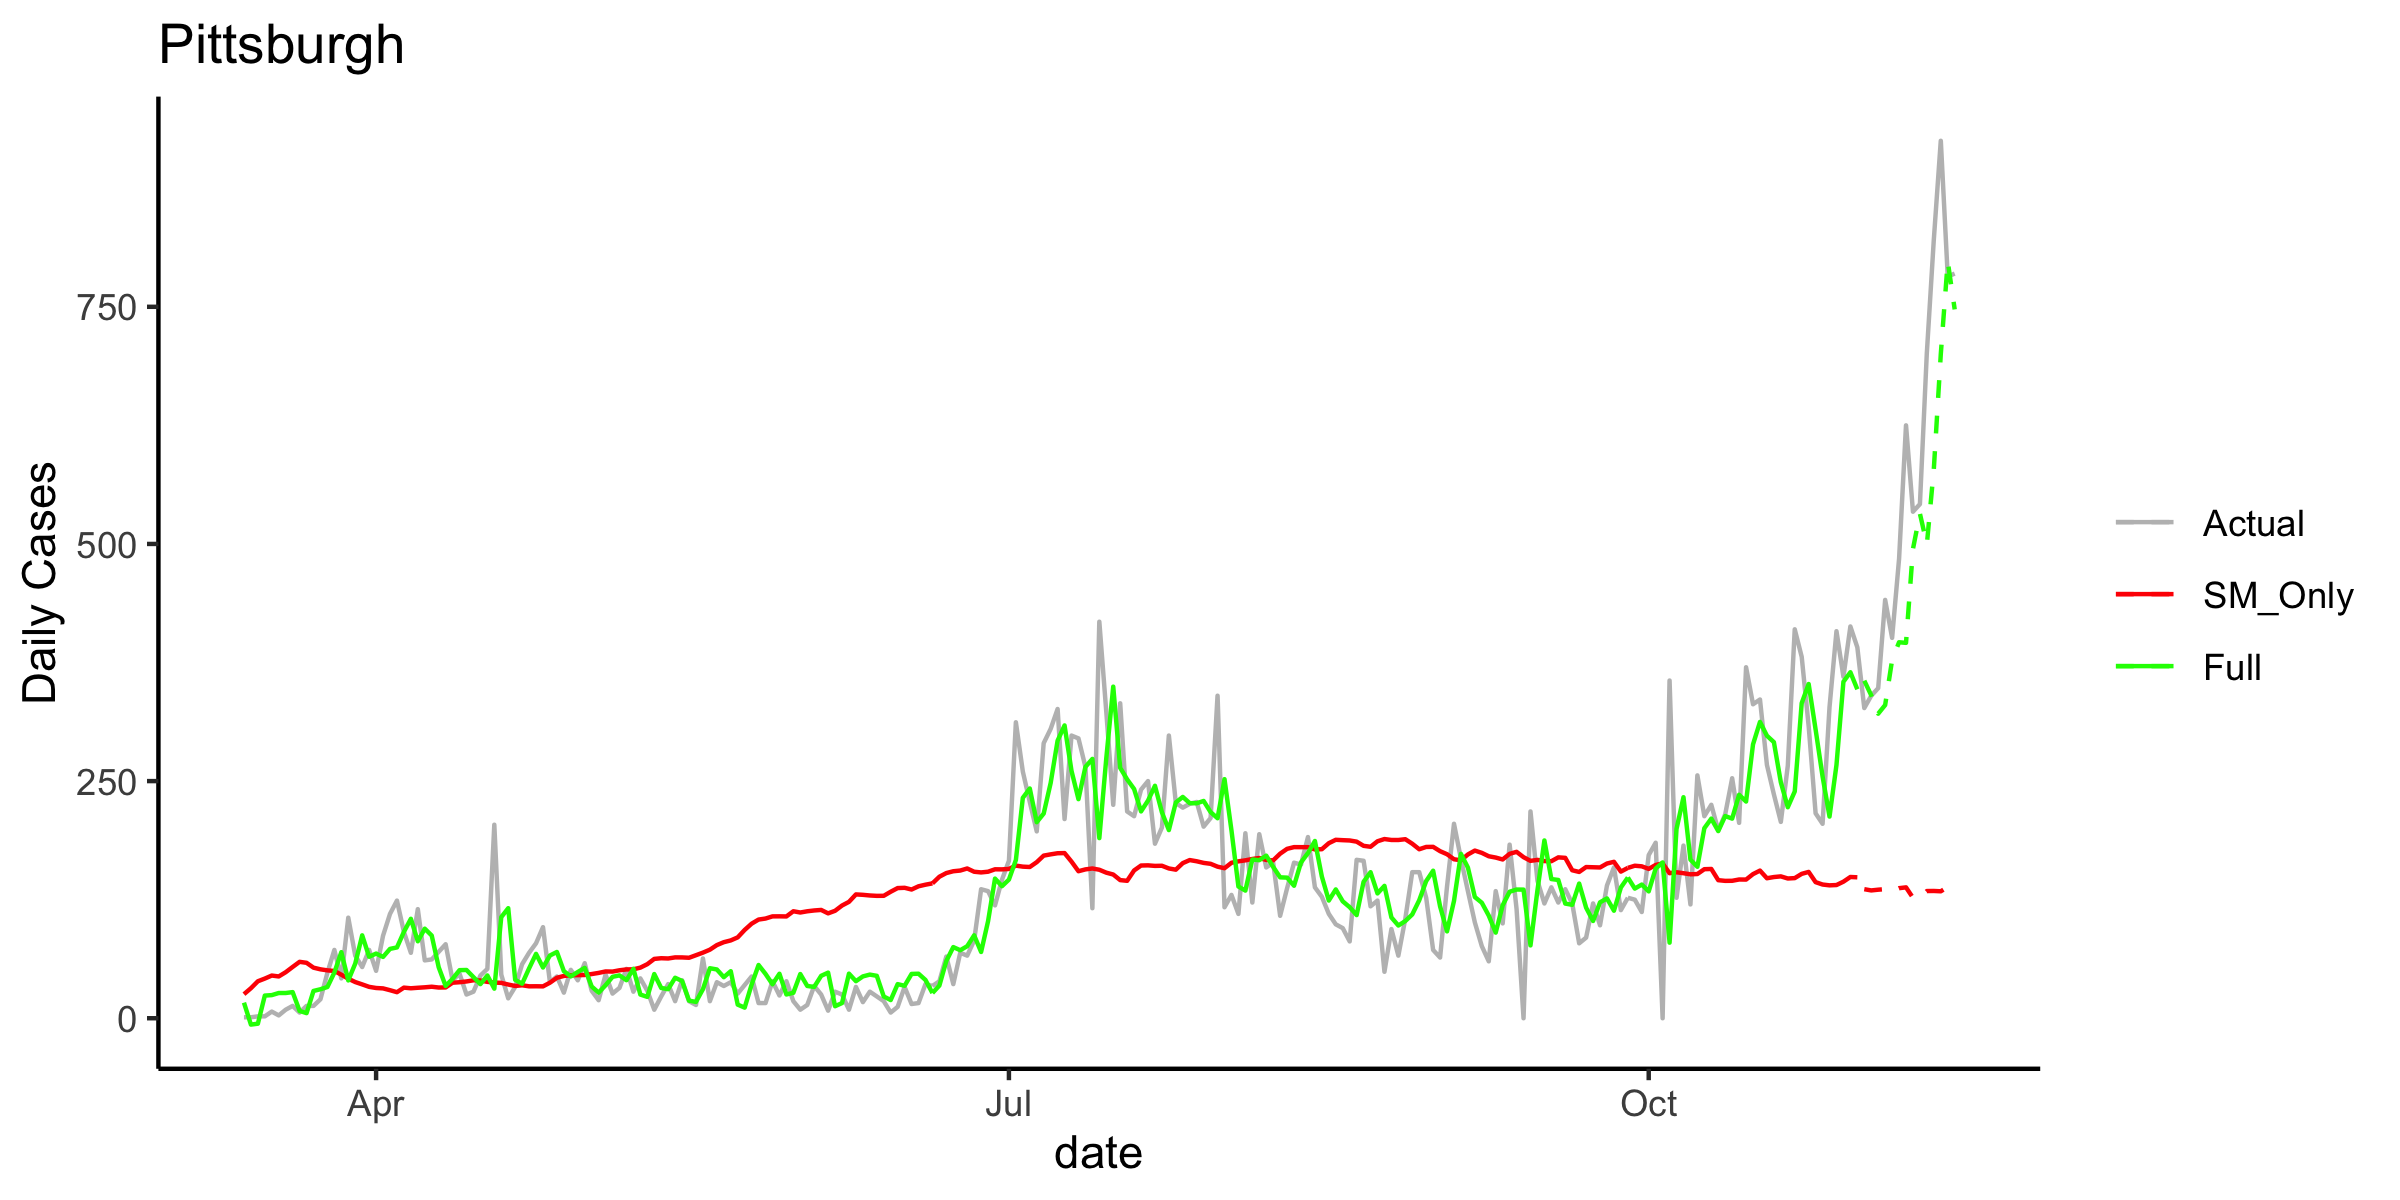 Pittsburgh
Daily Cases
750
500
250
0
Apr
Jul
Oct
date
Actual
SM_Only
Full